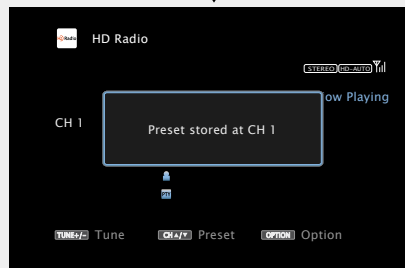 HD Radio
HD Radio
STEREO HD-AUTO
ow Playing
CH 1
Preset stored at CH 1
PTY
TUNE+/- Tune CH▲/▼ Preset OPTION Option